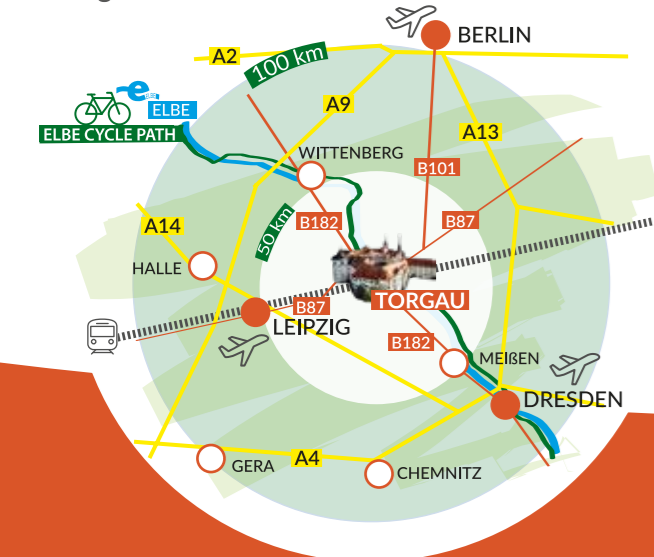 BERLIN
A2
100 km
e
ELBE
A9
ELBE CYCLE PATH
A13
WITTENBERG
B101
50 km
B182
B87
A14
HALLE
B87
TORGAU
LEIPZIG
B182
MEIßEN
DRESDEN
GERA
A4
CHEMNITZ